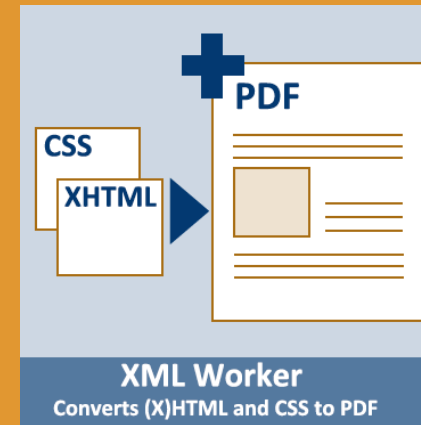 PDF
CSS
XHTML
XML Worker
Converts (X)HTML and CSS to PDF